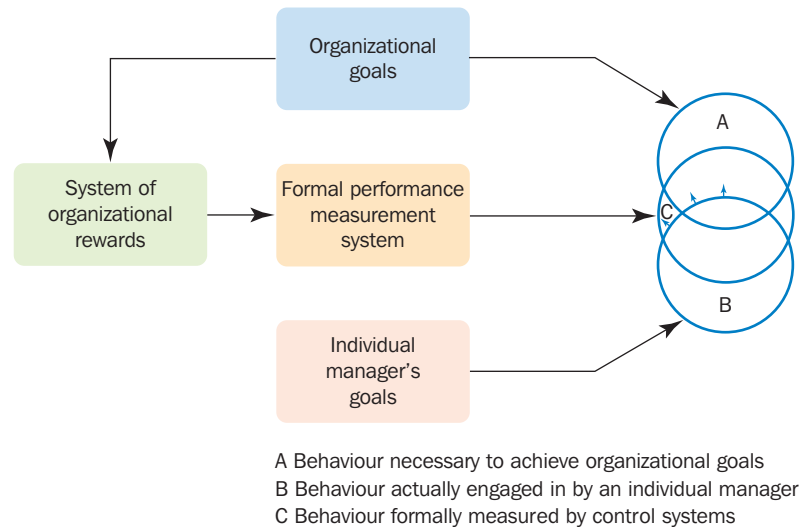 Organizational
goals
A
System of
organizational
rewards
Formal performance
measurement
system
C
B
Individual
manager's
goals
A Behaviour necessary to achieve organizational goals
B Behaviour actually engaged in by an individual manager
C Behaviour formally measured by control systems